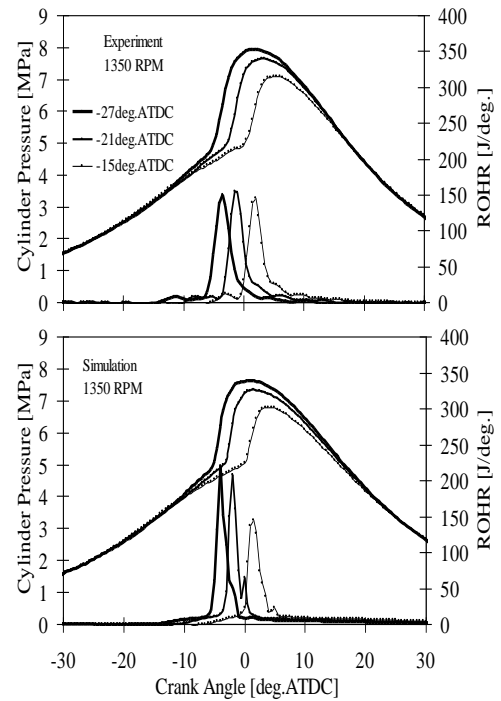 Experiment
1350 RPM
-27deg.ATDC
-21deg.ATDC
-15deg.ATDC
Cylinder Pressure [MPa]
9
8
7
6
5
4
3
2
1
0
ROHR [J/deg.]
400
350
300
250
200
150
100
50
0
Simulation
1350 RPM
Cylinder Pressure [MPa]
9
8
7
6
5
4
3
2
1
0
ROHR [J/deg.]
400
350
300
250
200
150
100
50
0
-30 -20 -10 0 10 20 30
Crank Angle [deg.ATDC]